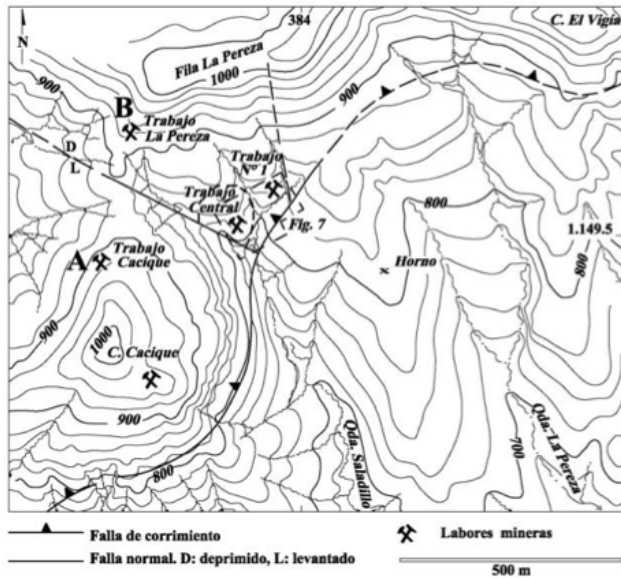 384
C. El Vigía
N
Fila La Pereza
1000
900
900
B
Trabajo
La Pereza
D
L
Trabajo
Nº 1
Trabajo
Central
Fig. 7
800
1.149.5
800
A
Trabajo
Cacique
Horno
900
1000
C. Cacique
900
800
Qda. Saladillo
700
Qda. La Pereza
Falla de corrimiento
Labores mineras
Falla normal. D: deprimido, L: levantado
500 m